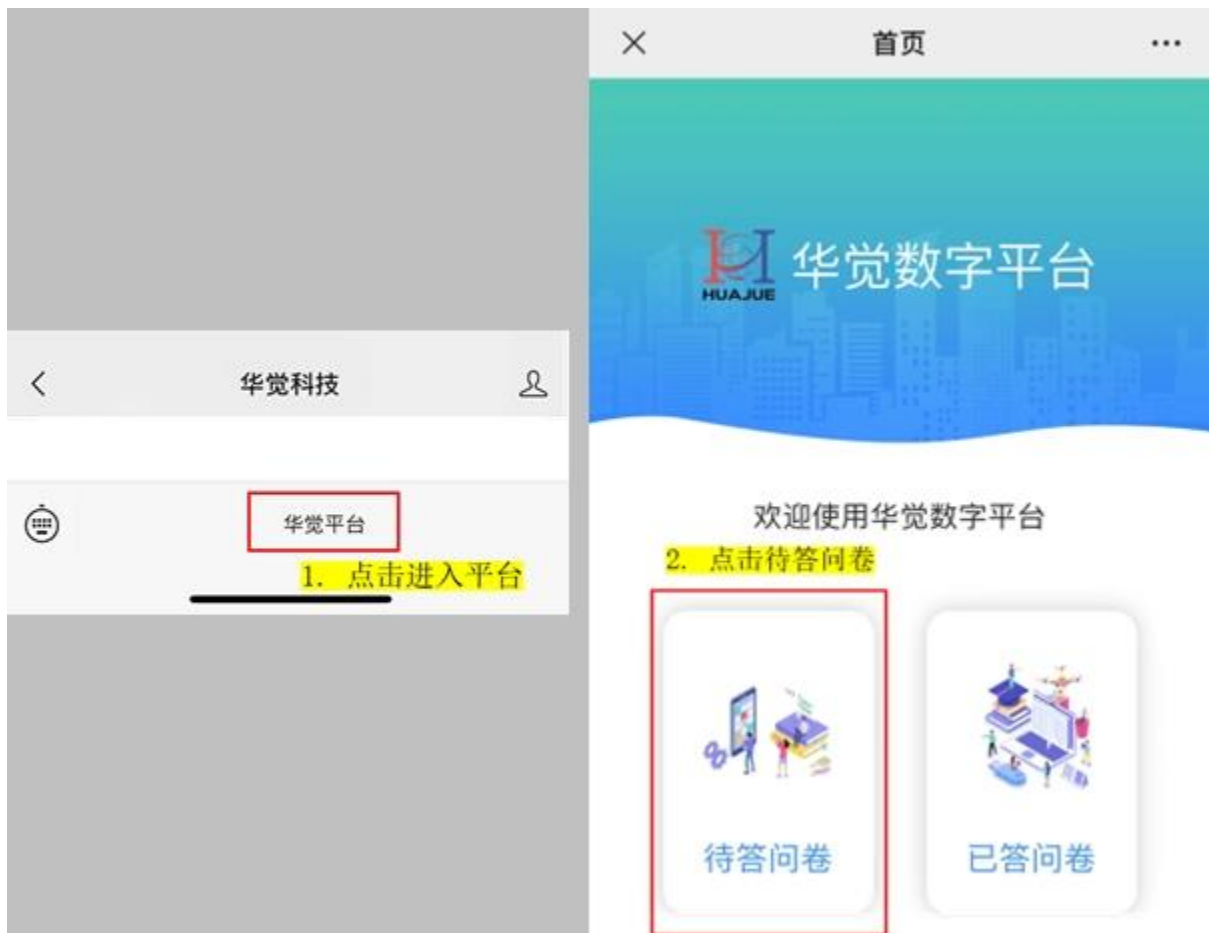 华觉科技
华觉平台
1. 点击进入平台
首页
HUAJUE
华觉数字平台
欢迎使用华觉数字平台
2. 点击待答问卷
待答问卷
已答问卷